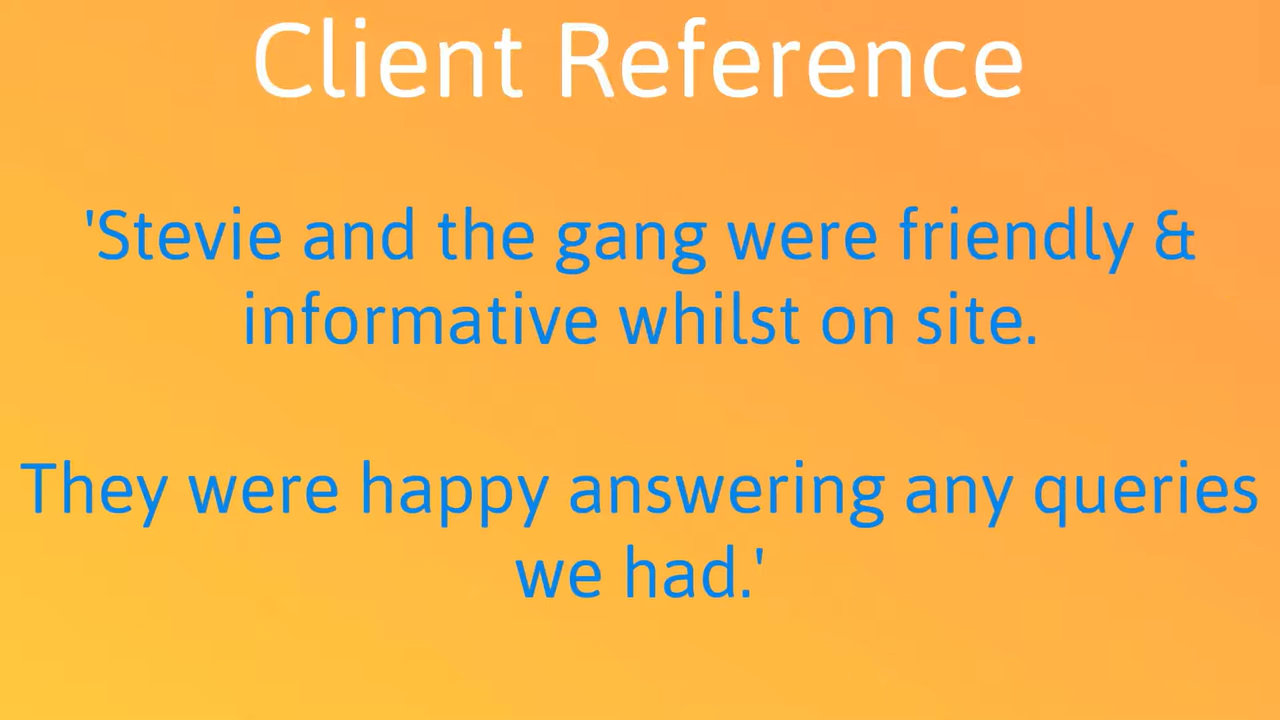 Client Reference
'Stevie and the gang were friendly &
informative whilst on site.
They were happy answering any queries
we had.'